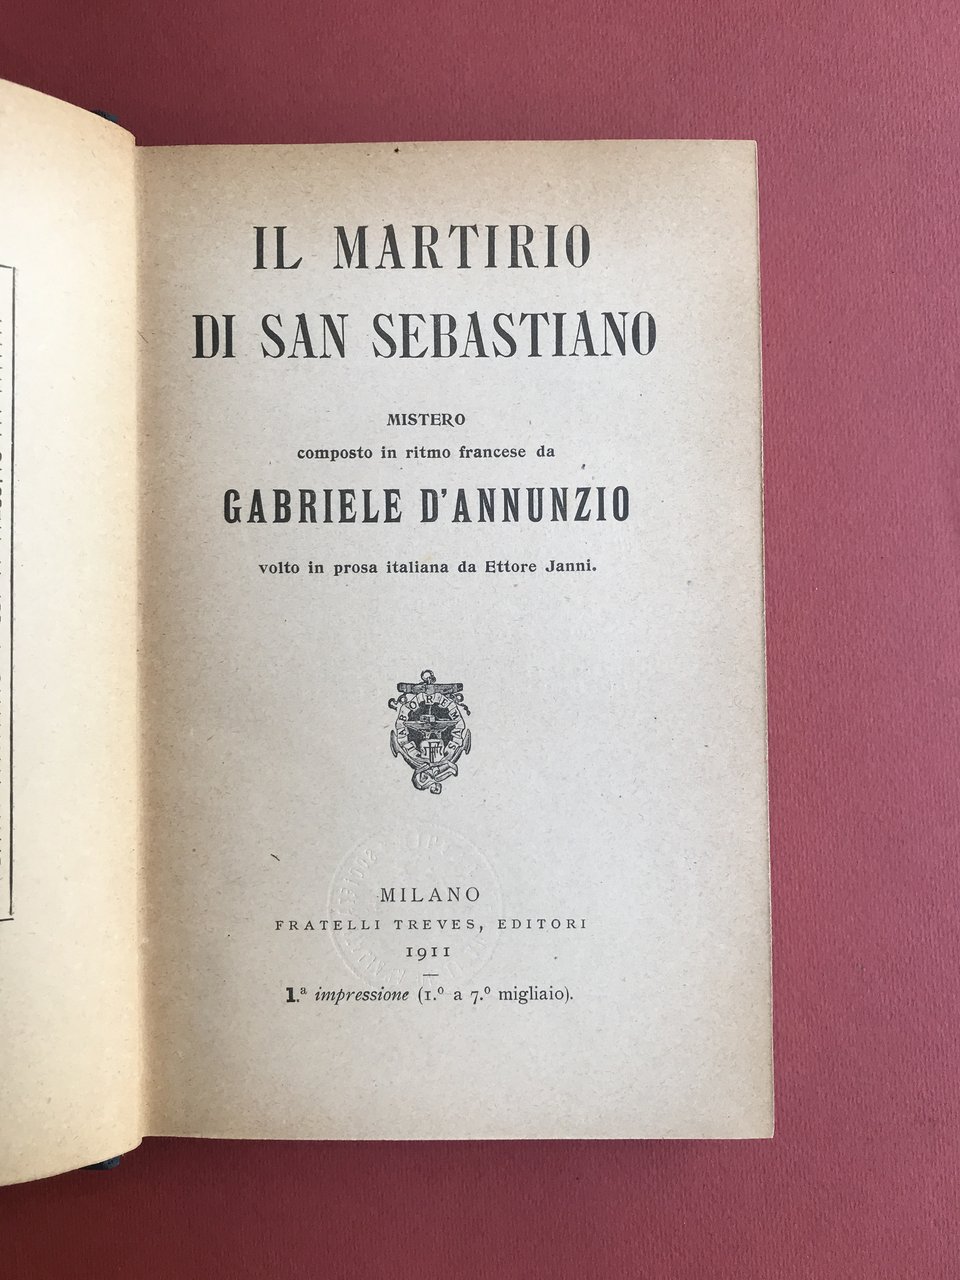 IL MARTIRIO
DI SAN SEBASTIANO
MISTERO
composto in ritmo francese da
GABRIELE D'ANNUNZIO
volto in prosa italiana da Ettore Janni.
LABOREMUS
MILANO
FRATELLI TREVES, EDITORI
1911
1.ª impressione (1.º a 7.º migliaio).